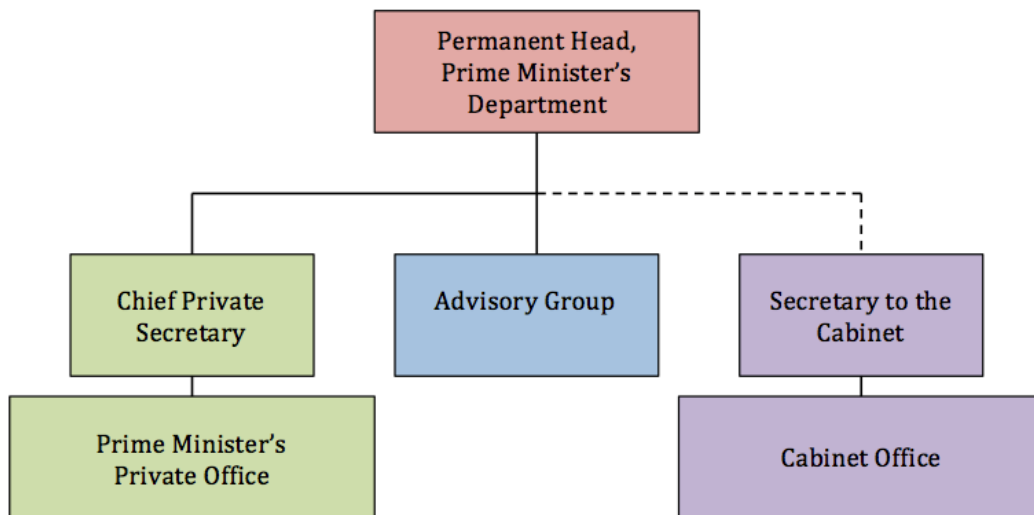 Permanent Head,
Prime Minister’s
Department
Chief Private
Secretary
Advisory Group
Secretary to the
Cabinet
Prime Minister’s
Private Office
Cabinet Office